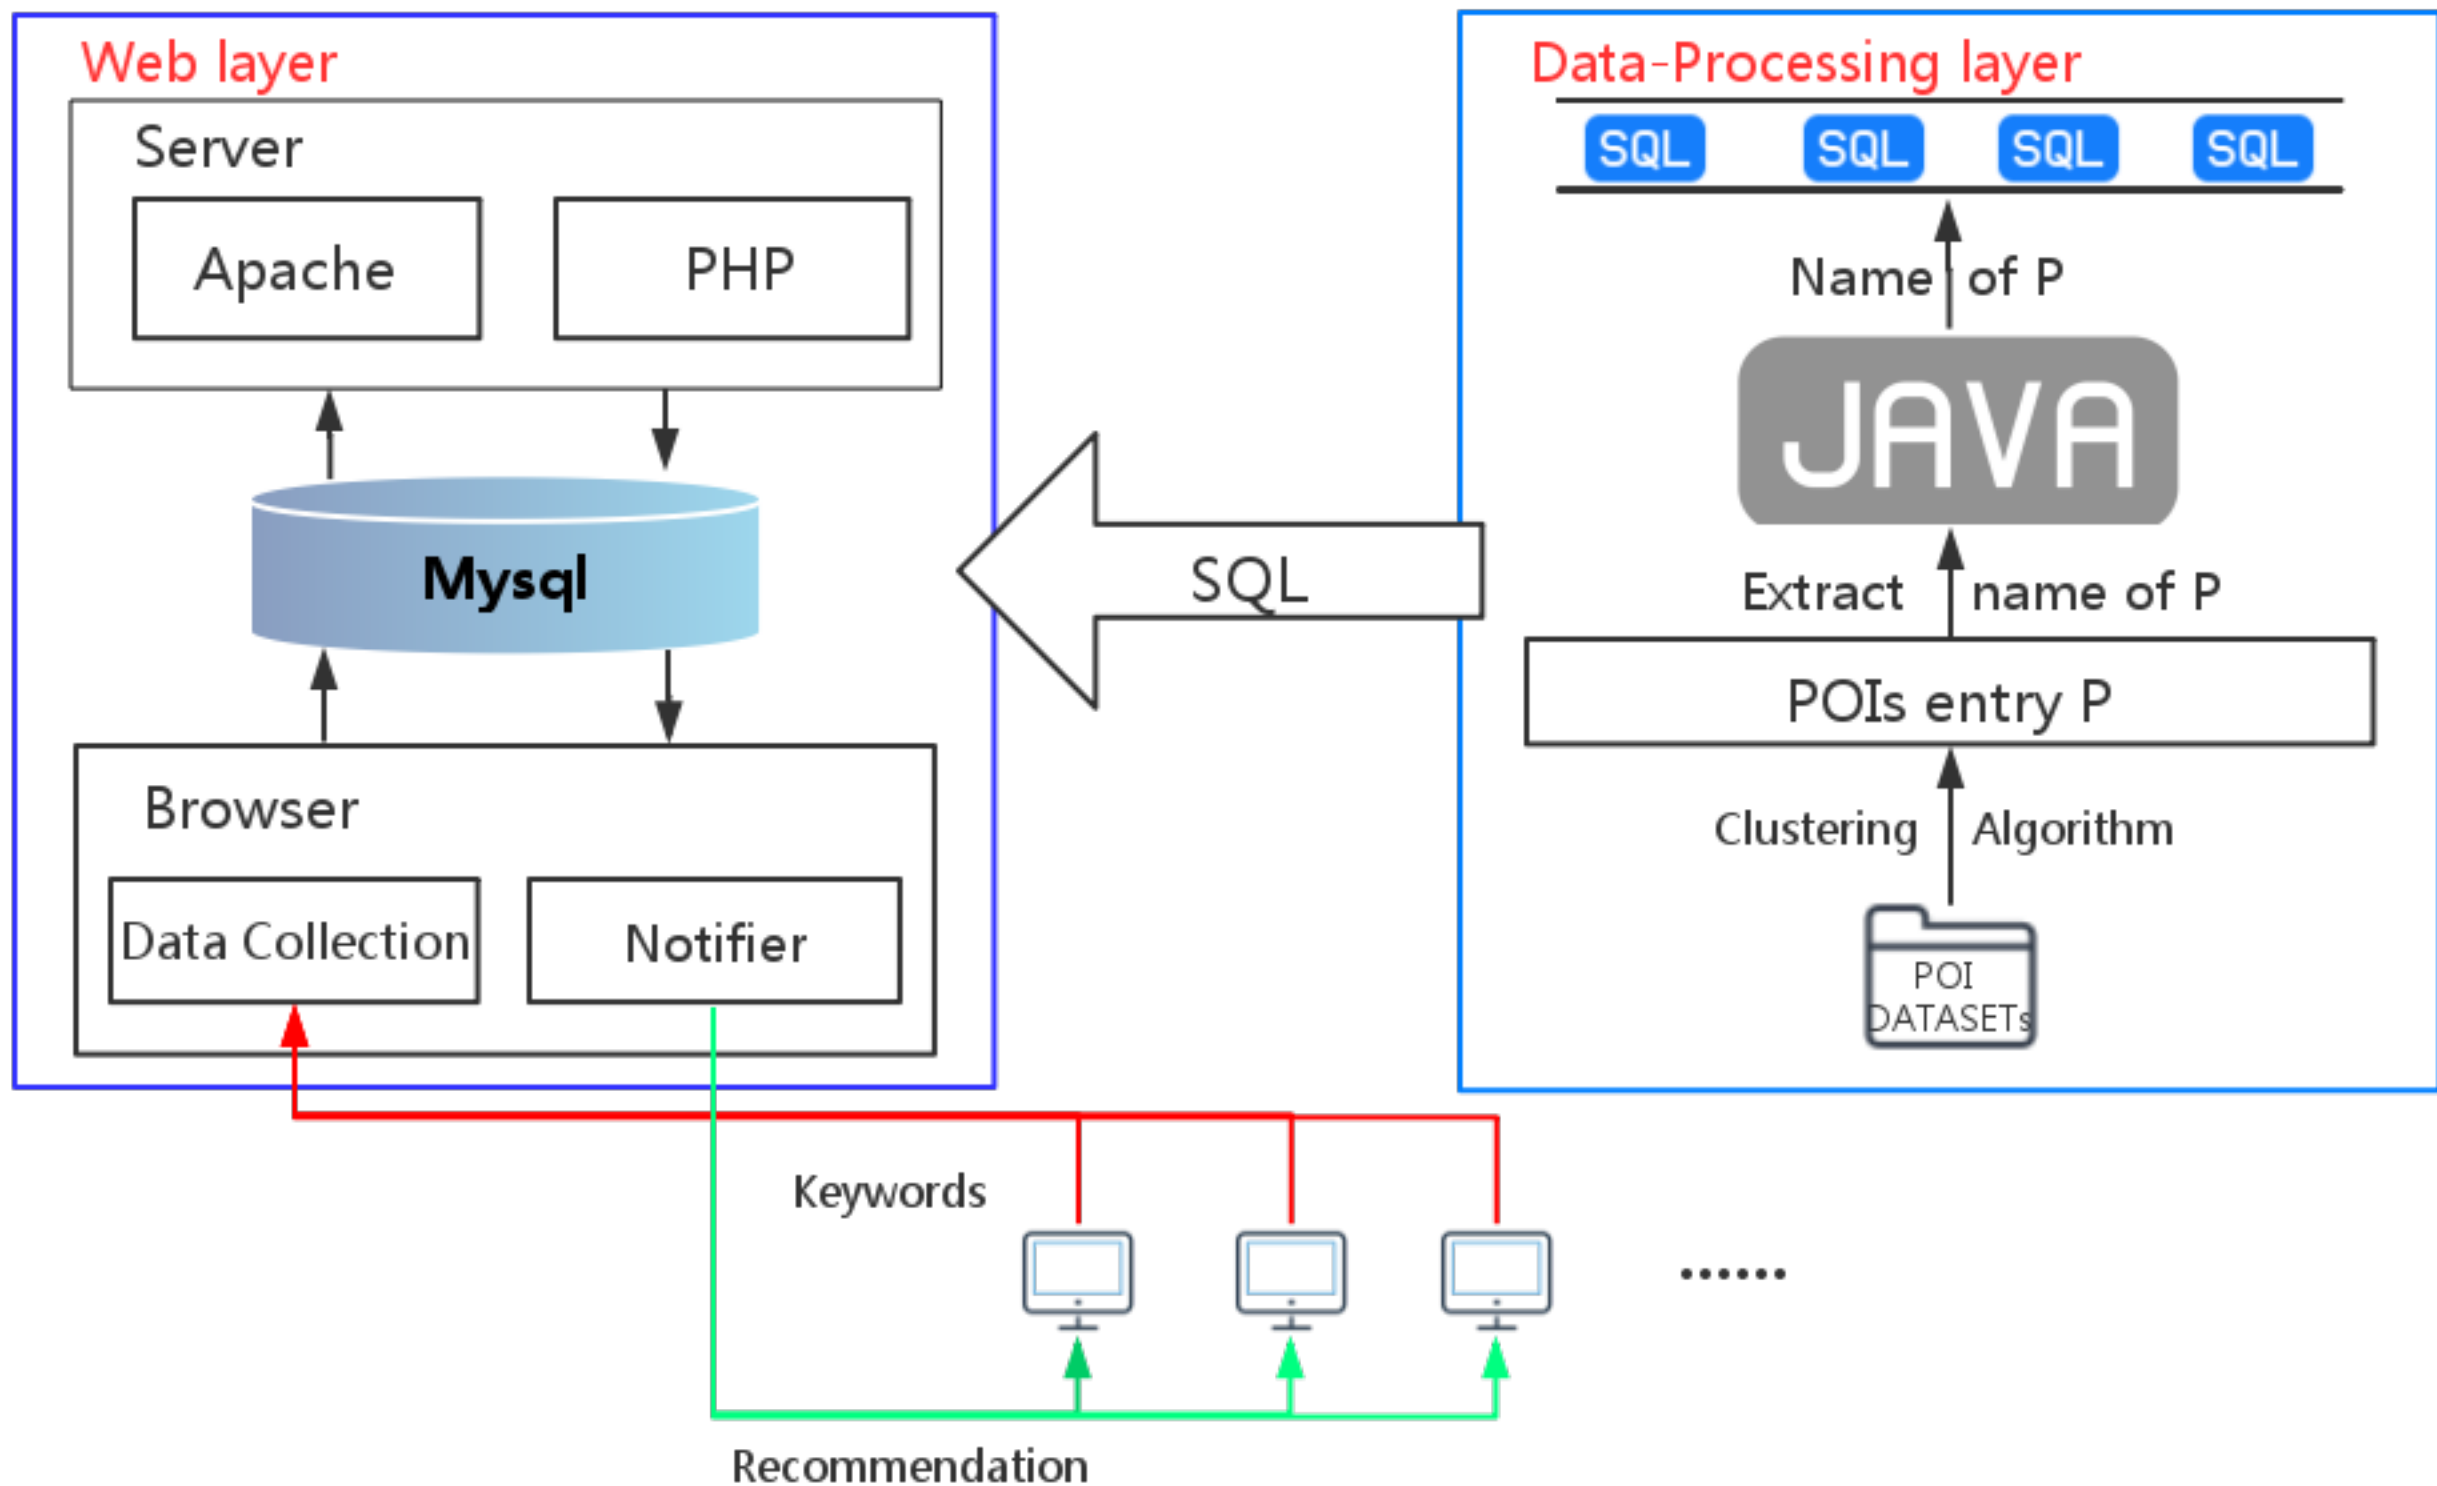 Web layer
Server
Apache
PHP
Mysql
Browser
Data Collection
Notifier
SQL
Data-Processing layer
SQL SQL SQL SQL
Name of P
JAVA
Extract name of P
POIs entry P
Clustering Algorithm
POI
DATASETs
Keywords
......
Recommendation